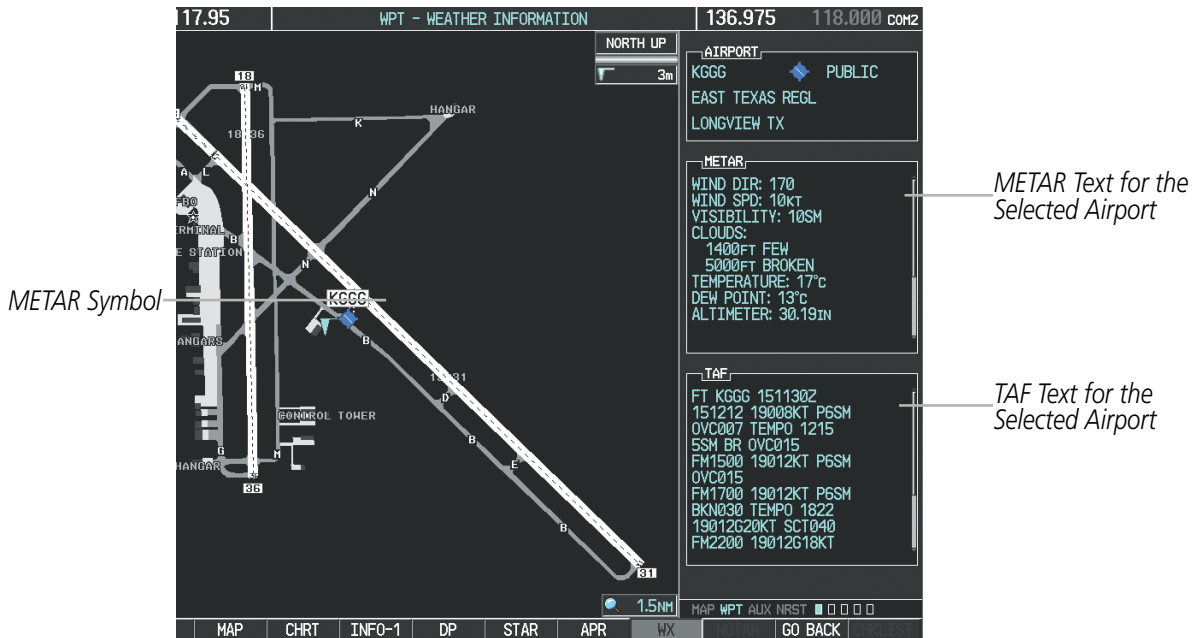 117.95
WPT – WEATHER INFORMATION
136.975
118.000 COM2
NORTH UP
3m
18
M
HANGAR
K
18-36
A
L
N
FBO
TERMINAL
B
E STATION
N
KGGG
METAR Symbol
HANGARS
B
13-31
D
CONTROL TOWER
B
G
M
HANGAR
E
36
B
31
1.5NM
AIRPORT
KGGG
PUBLIC
EAST TEXAS REGL
LONGVIEW TX
METAR
WIND DIR: 170
WIND SPD: 10KT
VISIBILITY: 10SM
CLOUDS:
1400FT FEW
5000FT BROKEN
TEMPERATURE: 17°C
DEW POINT: 13°C
ALTIMETER: 30.19IN
METAR Text for the
Selected Airport
TAF
FT KGGG 151130Z
151212 19008KT P6SM
OVC007 TEMPO 1215
5SM BR OVC015
FM1500 19012KT P6SM
OVC015
FM1700 19012KT P6SM
BKN030 TEMPO 1822
19012G20KT SCT040
FM2200 19012G18KT
TAF Text for the
Selected Airport
MAP WPT AUX NRST
MAP
CHRT
INFO-1
DP
STAR
APR
WX
NOTAM
GO BACK
CHKLIST